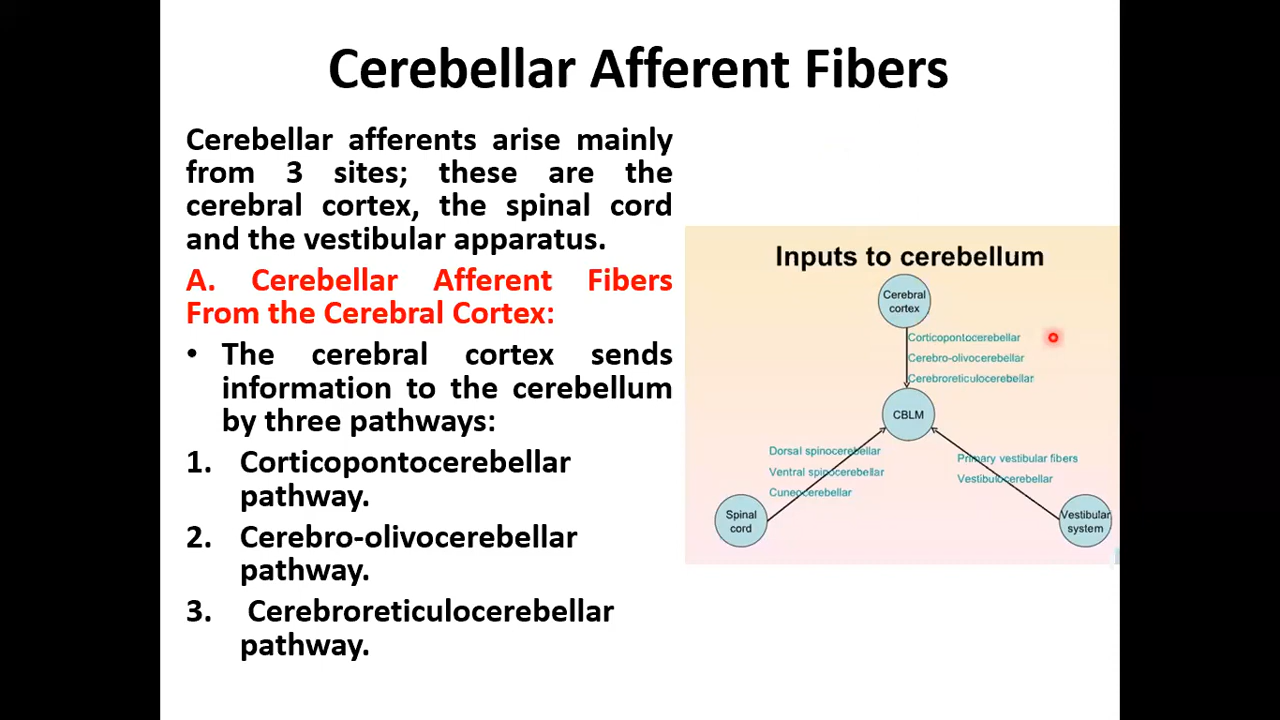 Cerebellar Afferent Fibers
Cerebellar afferents arise mainly
from 3 sites; these are the
cerebral cortex, the spinal cord
and the vestibular apparatus.
A. Cerebellar Afferent Fibers
From the Cerebral Cortex:
• The cerebral cortex sends
information to the cerebellum
by three pathways:
1. Corticopontocerebellar
pathway.
2. Cerebro-olivocerebellar
pathway.
3. Cerebroreticulocerebellar
pathway.
Inputs to cerebellum
Cerebral
cortex
Corticopontocerebellar
Cerebro-olivocerebellar
Cerebroreticulocerebellar
CBLM
Dorsal spinocerebellar
Ventral spinocerebellar
Cuneocerebellar
Primary vestibular fibers
Vestibulocerebellar
Spinal
cord
Vestibular
system